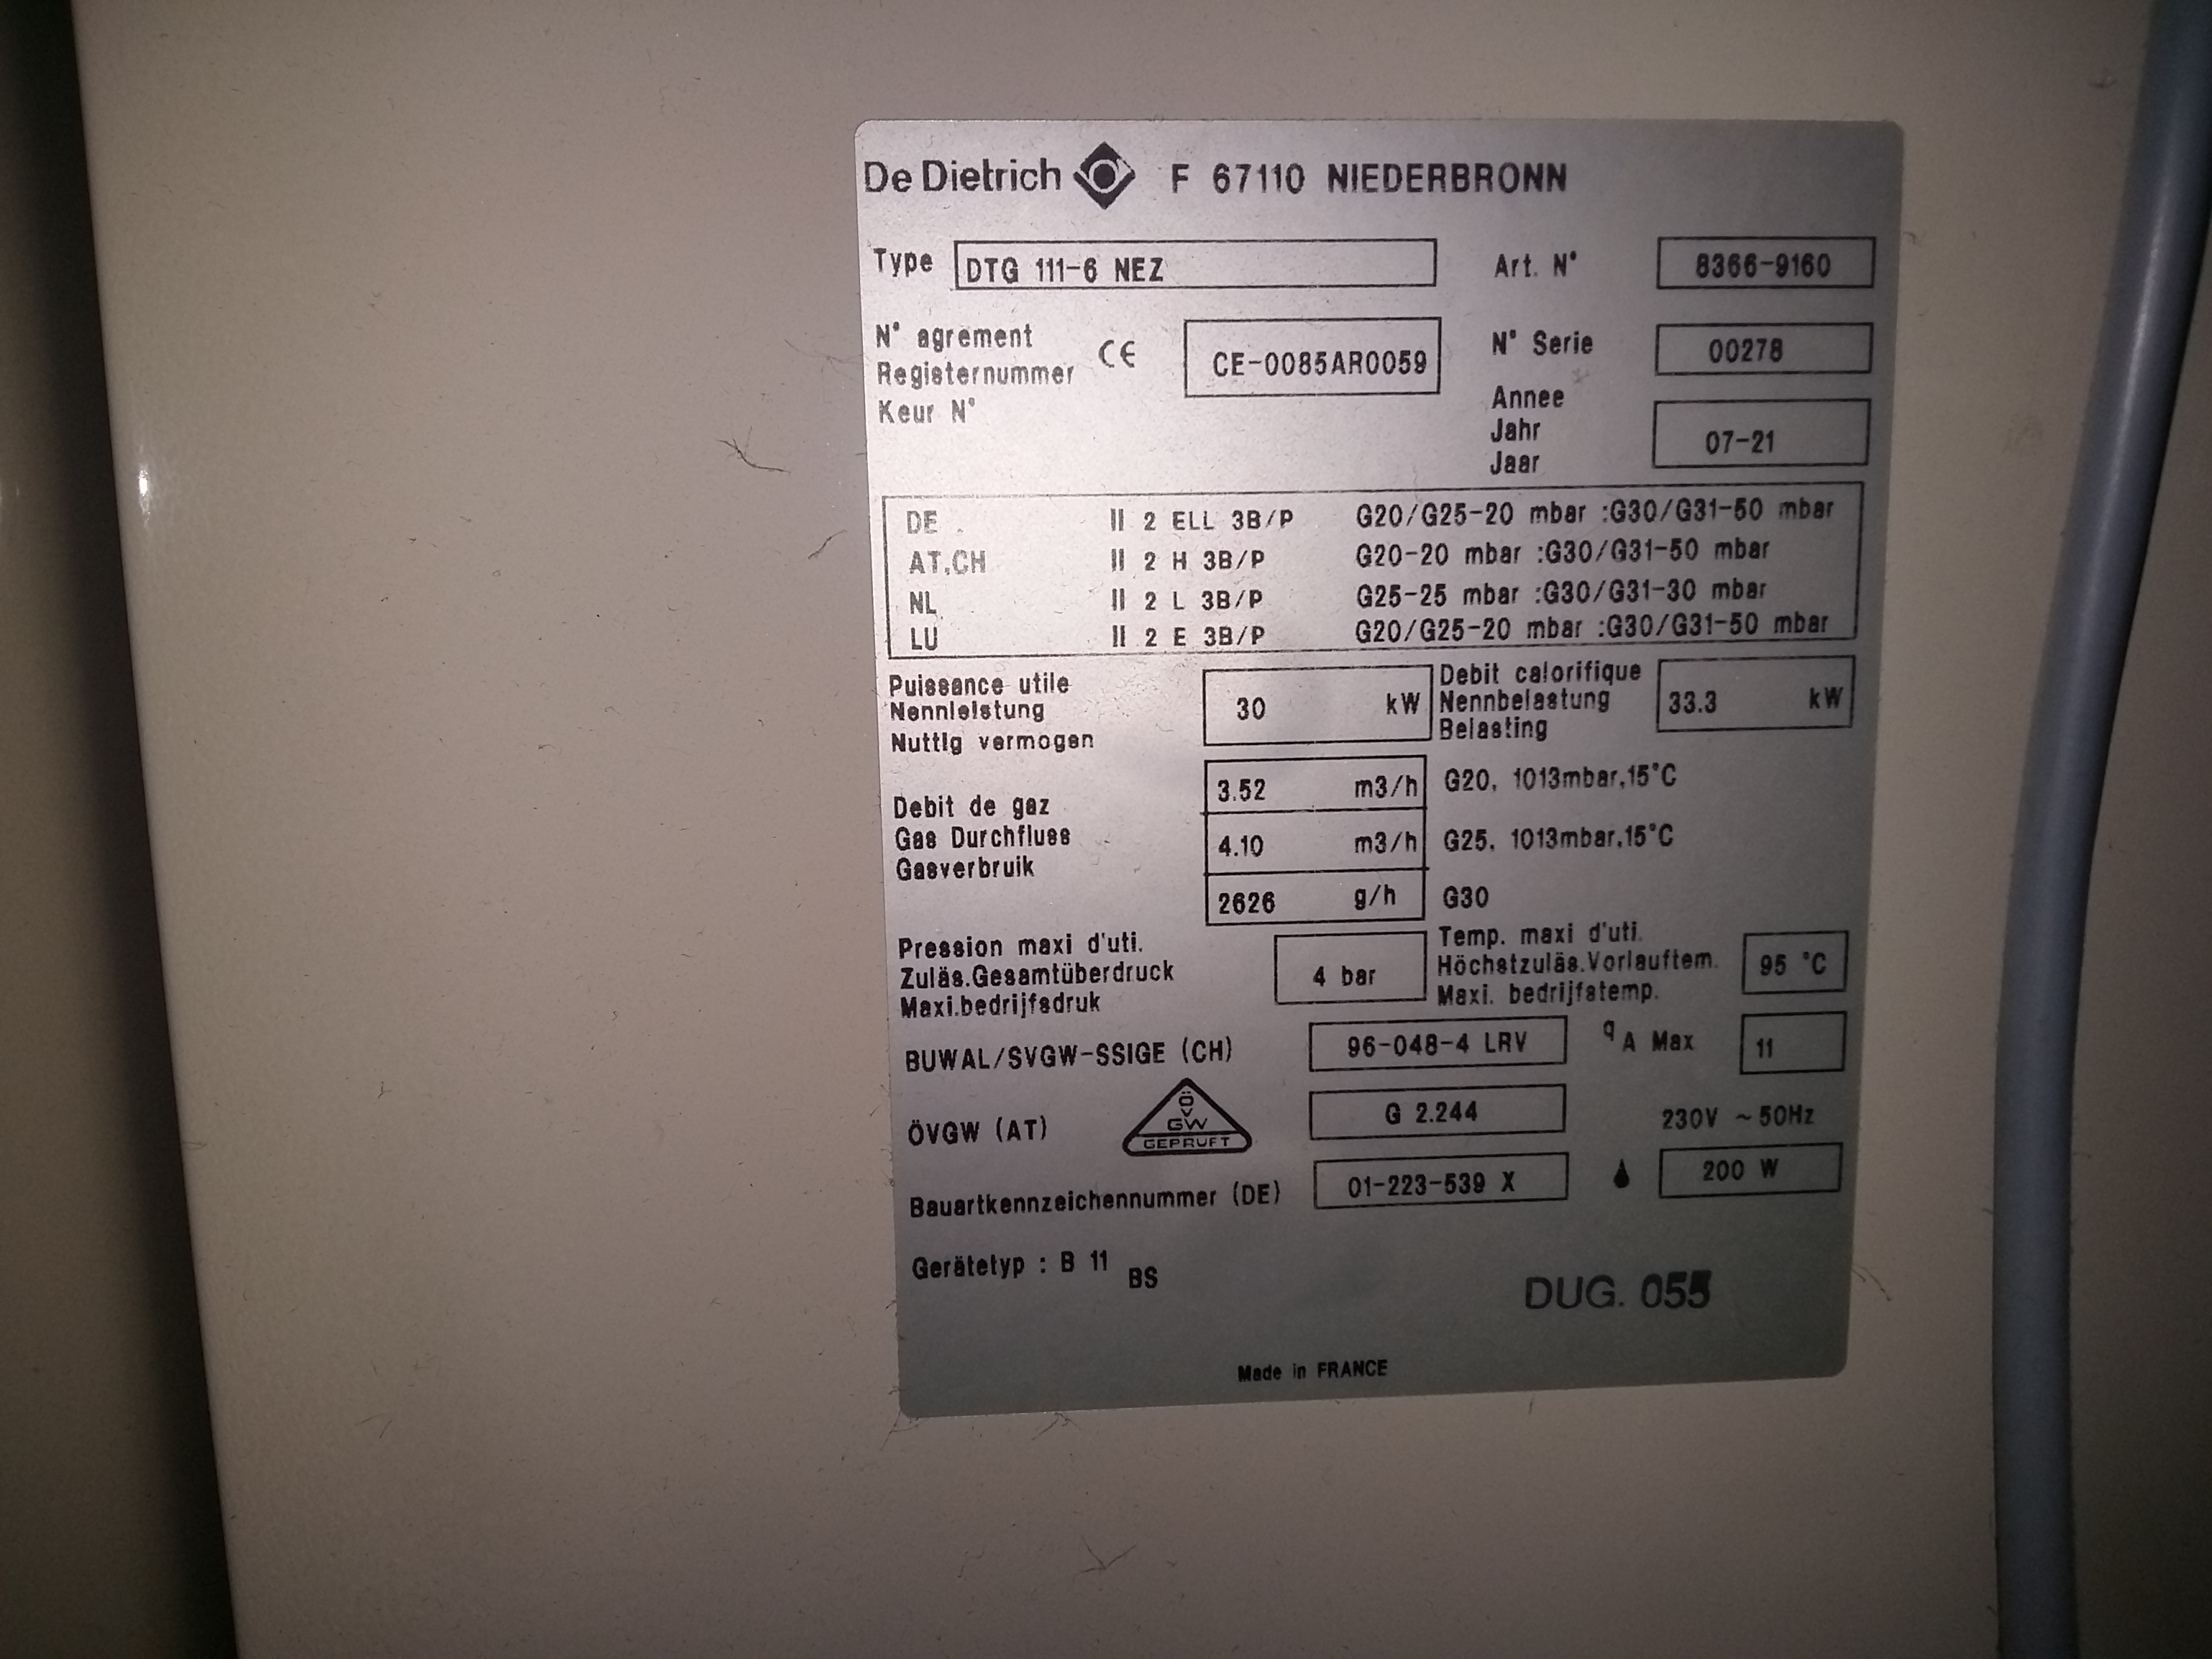 De Dietrich F 67110 NIEDERBRONN
Type DTG 111-6 NEZ Art. N° 8366-9160
N° agrement
Registernummer
Keur N°
CE CE-0085AR0059
N° Serie 00278
Annee
Jahr
Jaar
07-21
DE . II 2 ELL 3B/P G20/G25-20 mbar :G30/G31-50 mbar
AT,CH II 2 H 3B/P G20-20 mbar :G30/G31-50 mbar
NL II 2 L 3B/P G25-25 mbar :G30/G31-30 mbar
LU II 2 E 3B/P G20/G25-20 mbar :G30/G31-50 mbar
Puissance utile
Nennleistung
Nuttig vermogen
30 kW
Debit calorifique
Nennbelastung
Belasting
33.3 kW
Debit de gaz
Gas Durchfluss
Gasverbruik
3.52 m3/h G20, 1013mbar,15°C
4.10 m3/h G25, 1013mbar,15°C
2626 g/h G30
Pression maxi d'uti.
Zuläs.Gesamtüberdruck
Maxi.bedrijfsdruk
4 bar
Temp. maxi d'uti.
Höchstzuläs.Vorlauftem.
Maxi. bedrijfstemp.
95 °C
BUWAL/SVGW-SSIGE (CH) 96-048-4 LRV qA Max 11
ÖVGW (AT) G 2.244 230V ~50Hz
Ö
V
GW
GEPRUFT
Bauartkennzeichennummer (DE) 01-223-539 X 200 W
Gerätetyp : B 11 BS
DUG. 055
Made in FRANCE